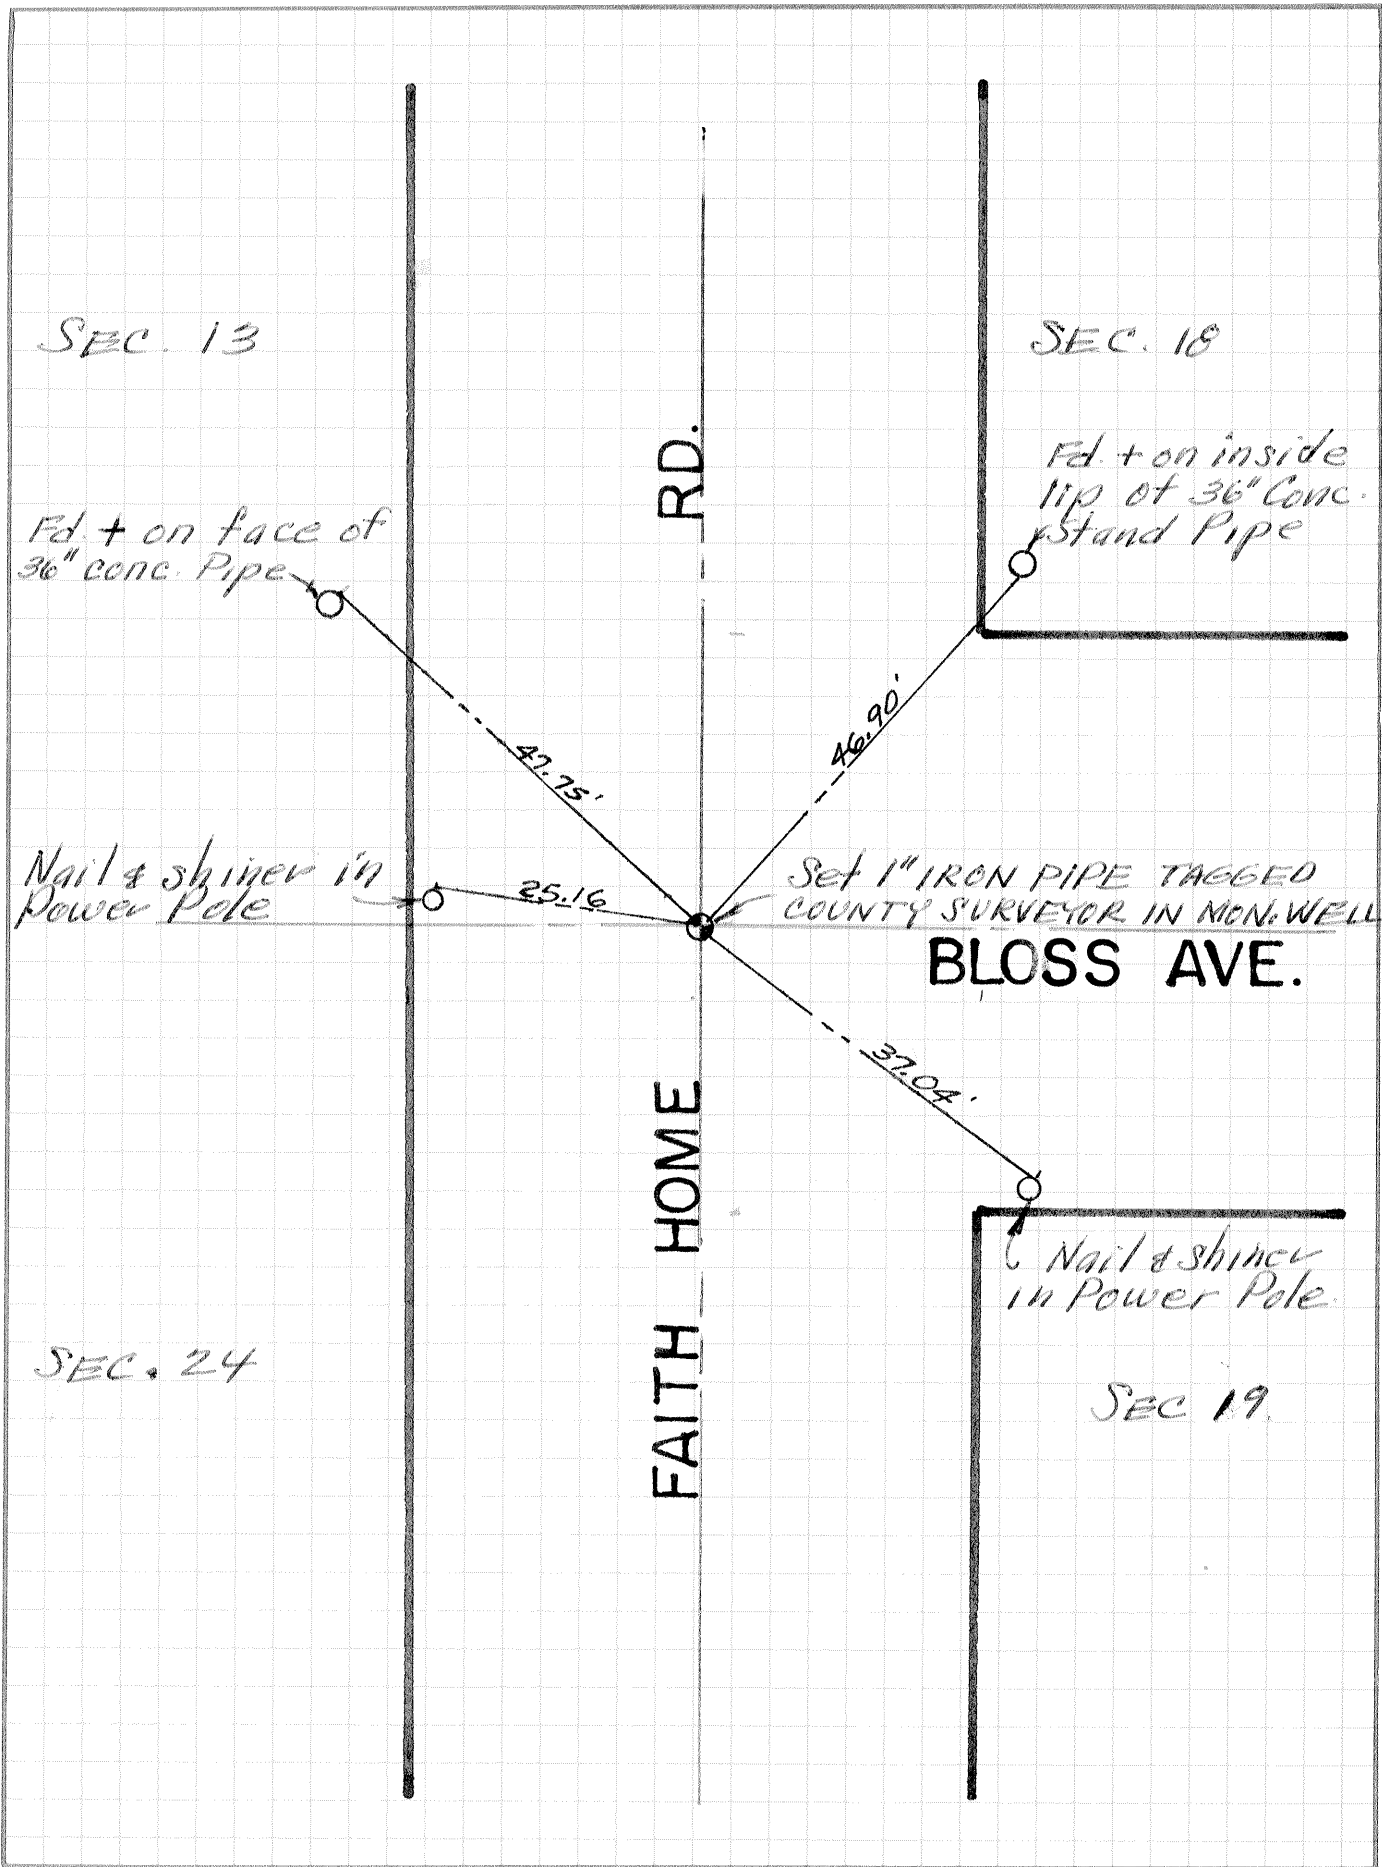 SEC. 13
SEC. 18
RD.
Fd. + on inside
lip of 36" Conc.
Stand Pipe
Fd. + on face of
36" conc. Pipe
46.90'
47.75'
Nail & shiner in
Power Pole
25.16
Set 1" IRON PIPE TAGGED
COUNTY SURVEYOR IN MON. WELL
BLOSS AVE.
37.04'
FAITH HOME
Nail & shiner
in Power Pole.
SEC. 24
SEC 19.